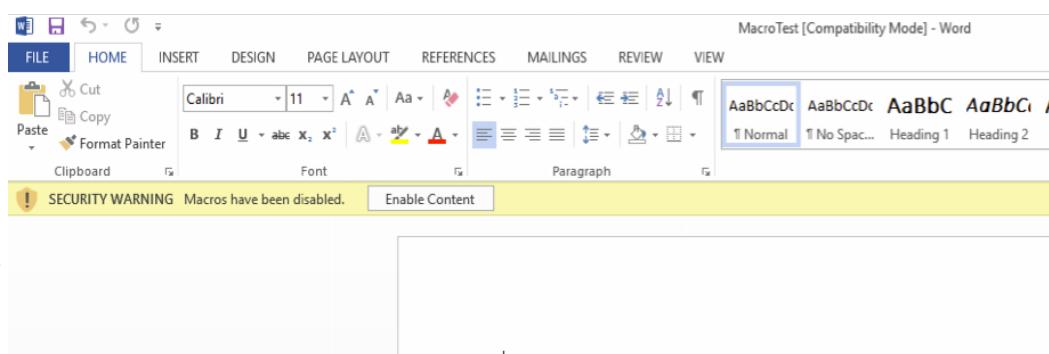 MacroTest [Compatibility Mode] - Word
FILE HOME INSERT DESIGN PAGE LAYOUT REFERENCES MAILINGS REVIEW VIEW
Cut
Copy
Paste
Format Painter
Clipboard
Calibri 11 A A Aa
B I U abc X₂ X² A aby A
Font
Paragraph
AaBbCcDc AaBbCcDc AaBbC AaBbCc
¶ Normal ¶ No Spac... Heading 1 Heading 2
SECURITY WARNING Macros have been disabled. Enable Content